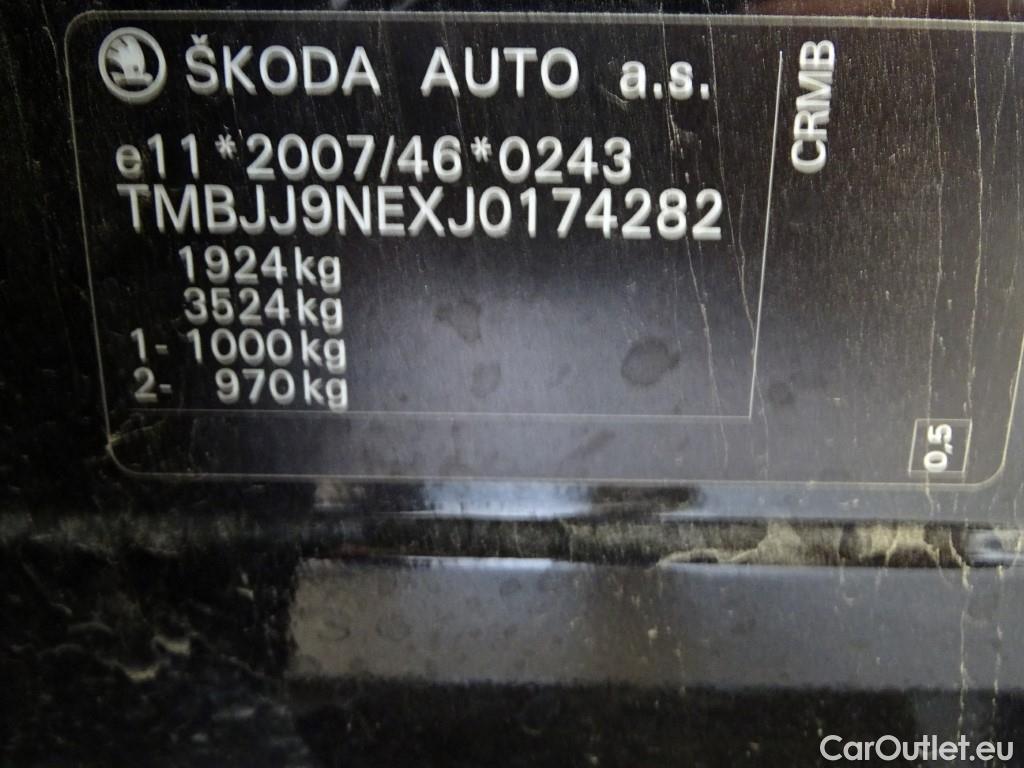 ŠKODA AUTO a.s.
e11*2007/46*0243
TMBJJ9NEXJ0174282
1924kg
3524kg
1- 1000kg
2- 970kg
CRMB
0,5
CarOutlet.eu